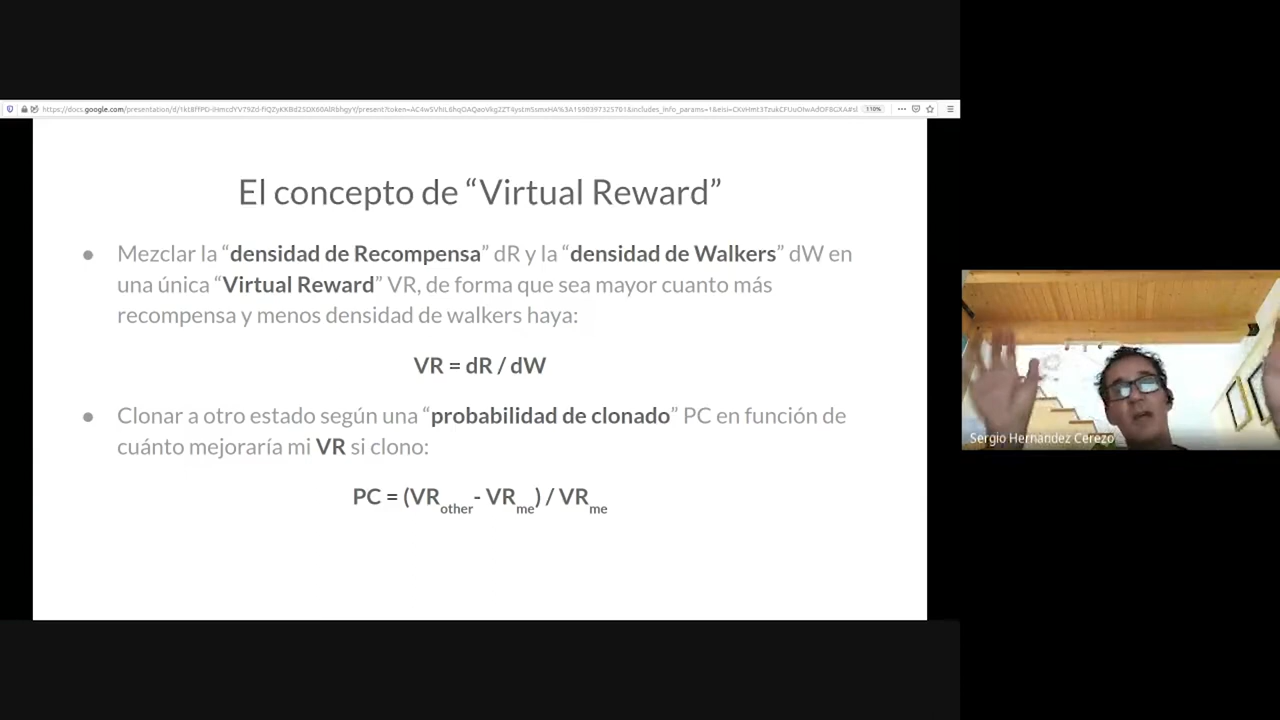 El concepto de “Virtual Reward”
● Mezclar la “densidad de Recompensa” dR y la “densidad de Walkers” dW en
una única “Virtual Reward” VR, de forma que sea mayor cuanto más
recompensa y menos densidad de walkers haya:
VR = dR / dW
● Clonar a otro estado según una “probabilidad de clonado” PC en función de
cuánto mejoraría mi VR si clono:
PC = (VRother- VRme) / VRme
Sergio Hernandez Cerezo
110%